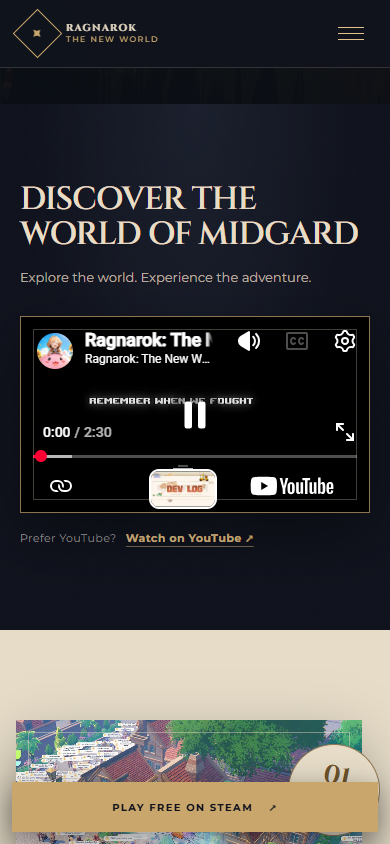 RAGNAROK
THE NEW WORLD
DISCOVER THE
WORLD OF MIDGARD
Explore the world. Experience the adventure.
Ragnarok: The
Ragnarok: The New W...
CC
REMEMBER WHEN WE FOUGHT
0:00 / 2:30
DEV LOG
YouTube
Prefer YouTube? Watch on YouTube ↗
01
PLAY FREE ON STEAM ↗